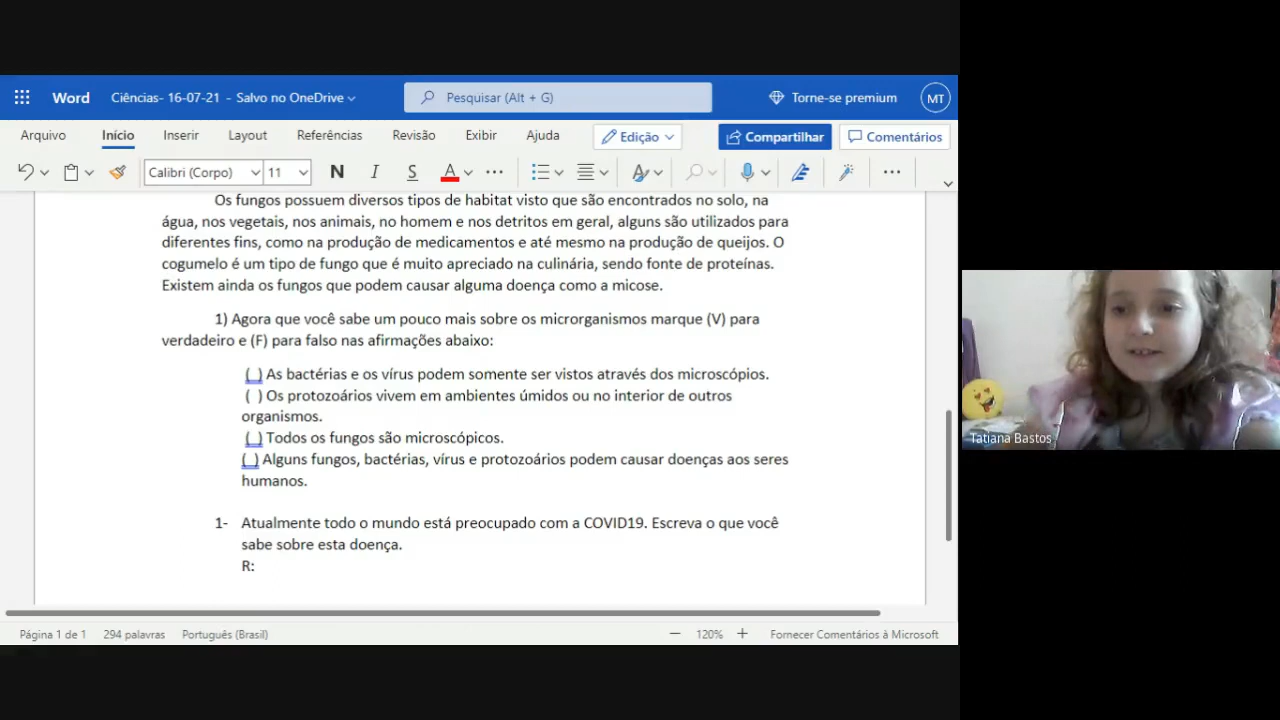 Word Ciências- 16-07-21 - Salvo no OneDrive Pesquisar (Alt + G) Torne-se premium MT
Arquivo Início Inserir Layout Referências Revisão Exibir Ajuda Edição Compartilhar Comentários
Calibri (Corpo) 11 N I S A
Os fungos possuem diversos tipos de habitat visto que são encontrados no solo, na
água, nos vegetais, nos animais, no homem e nos detritos em geral, alguns são utilizados para
diferentes fins, como na produção de medicamentos e até mesmo na produção de queijos. O
cogumelo é um tipo de fungo que é muito apreciado na culinária, sendo fonte de proteínas.
Existem ainda os fungos que podem causar alguma doença como a micose.
1) Agora que você sabe um pouco mais sobre os microrganismos marque (V) para
verdadeiro e (F) para falso nas afirmações abaixo:
( ) As bactérias e os vírus podem somente ser vistos através dos microscópios.
( ) Os protozoários vivem em ambientes úmidos ou no interior de outros
organismos.
( ) Todos os fungos são microscópicos.
( ) Alguns fungos, bactérias, vírus e protozoários podem causar doenças aos seres
humanos.
1- Atualmente todo o mundo está preocupado com a COVID19. Escreva o que você
sabe sobre esta doença.
R:
Página 1 de 1 294 palavras Português (Brasil) 120% Fornecer Comentários à Microsoft
Tatiana Bastos